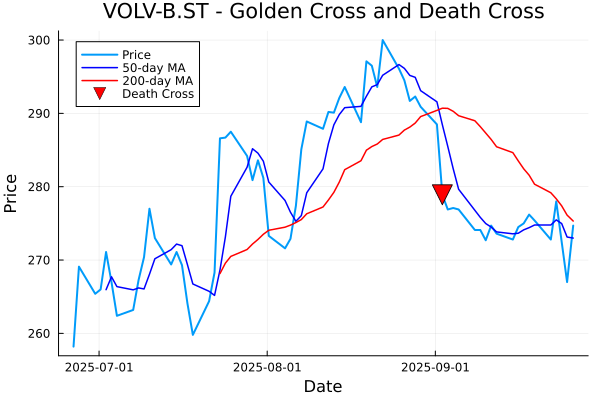 VOLV-B.ST - Golden Cross and Death Cross
Price
50-day MA
200-day MA
Death Cross
300
290
280
270
260
Price
2025-07-01
2025-08-01
2025-09-01
Date